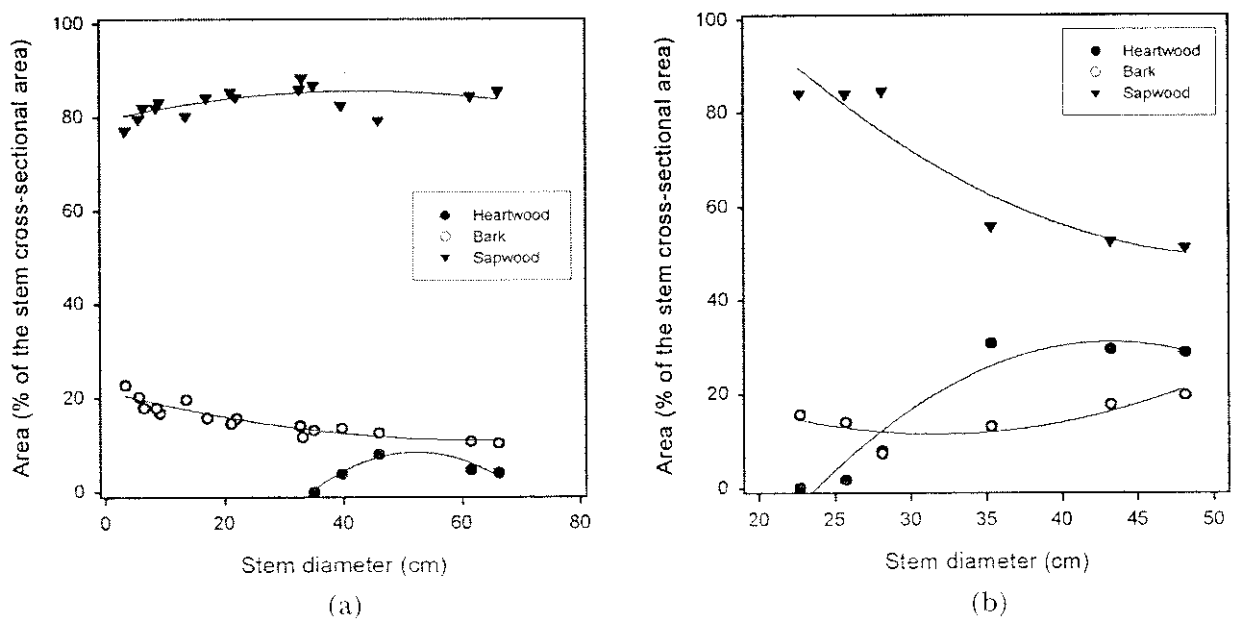 Area (% of the stem cross-sectional area)
100
80
60
40
20
0
Heartwood
Bark
Sapwood
0 20 40 60 80
Stem diameter (cm)
(a)
Area (% of the stem cross-sectional area)
100
80
60
40
20
0
Heartwood
Bark
Sapwood
20 25 30 35 40 45 50
Stem diameter (cm)
(b)